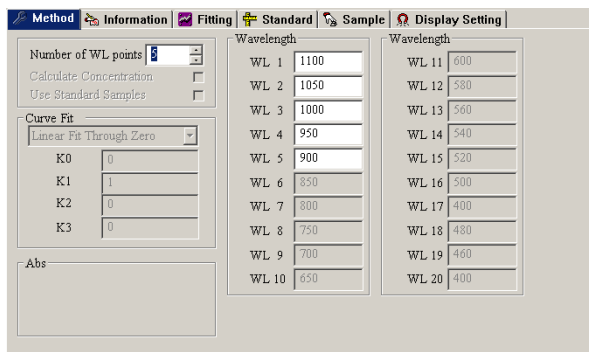 Method Information Fitting Standard Sample Display Setting
Number of WL points 5
Calculate Concentration
Use Standard Samples
Curve Fit
Linear Fit Through Zero
K0 0
K1 1
K2 0
K3 0
Abs
Wavelength
WL 1 1100
WL 2 1050
WL 3 1000
WL 4 950
WL 5 900
WL 6 850
WL 7 800
WL 8 750
WL 9 700
WL 10 650
Wavelength
WL 11 600
WL 12 580
WL 13 560
WL 14 540
WL 15 520
WL 16 500
WL 17 400
WL 18 480
WL 19 460
WL 20 400